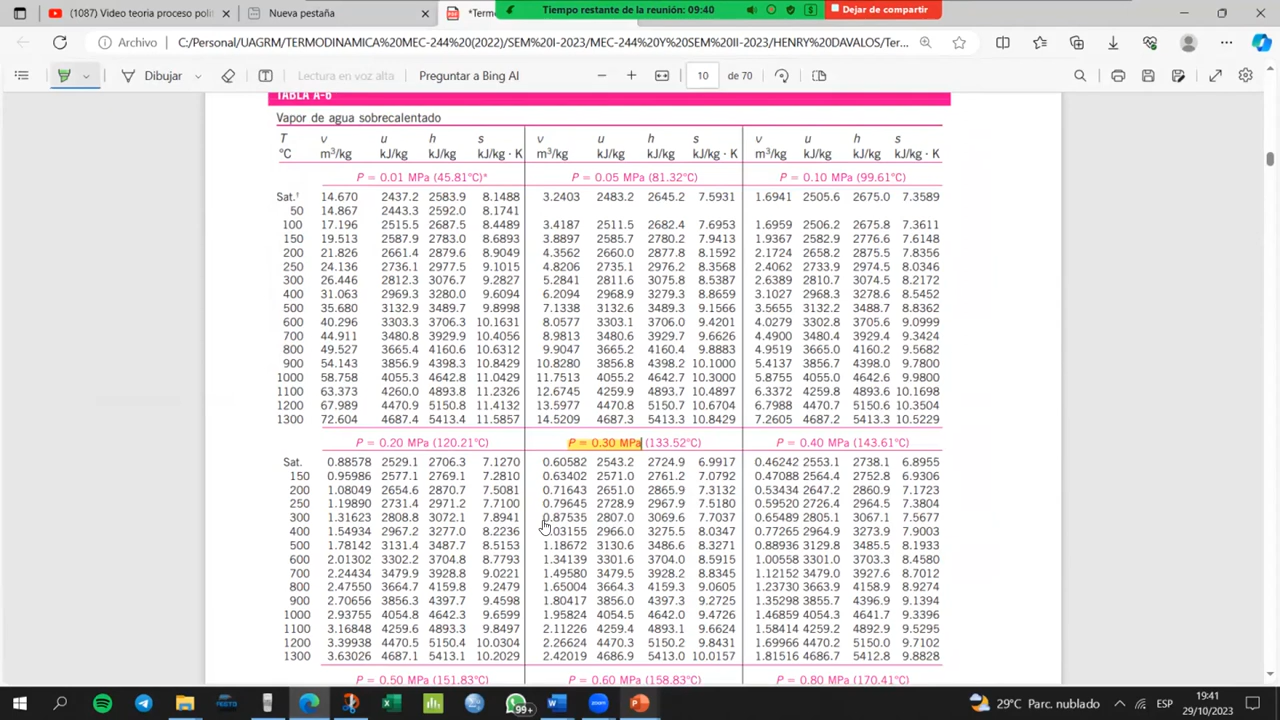 (1087) Video teoria proceso poli
Nueva pestaña
*Termo
Tiempo restante de la reunión: 09:40
Dejar de compartir
Archivo
C:/Personal/UAGRM/TERMODINAMICA%20MEC-244%20(2022)/SEM%20I-2023/MEC-244%20Y%20SEM%20II-2023/HENRY%20DAVALOS/Ter...
Dibujar
Lectura en voz alta
Preguntar a Bing AI
10 de 70
TABLA A-6
Vapor de agua sobrecalentado
T v u h s v u h s v u h s
°C m³/kg kJ/kg kJ/kg kJ/kg · K m³/kg kJ/kg kJ/kg kJ/kg · K m³/kg kJ/kg kJ/kg kJ/kg · K
P = 0.01 MPa (45.81°C)* P = 0.05 MPa (81.32°C) P = 0.10 MPa (99.61°C)
Sat.† 14.670 2437.2 2583.9 8.1488 3.2403 2483.2 2645.2 7.5931 1.6941 2505.6 2675.0 7.3589
50 14.867 2443.3 2592.0 8.1741
100 17.196 2515.5 2687.5 8.4489 3.4187 2511.5 2682.4 7.6953 1.6959 2506.2 2675.8 7.3611
150 19.513 2587.9 2783.0 8.6893 3.8897 2585.7 2780.2 7.9413 1.9367 2582.9 2776.6 7.6148
200 21.826 2661.4 2879.6 8.9049 4.3562 2660.0 2877.8 8.1592 2.1724 2658.2 2875.5 7.8356
250 24.136 2736.1 2977.5 9.1015 4.8206 2735.1 2976.2 8.3568 2.4062 2733.9 2974.5 8.0346
300 26.446 2812.3 3076.7 9.2827 5.2841 2811.6 3075.8 8.5387 2.6389 2810.7 3074.5 8.2172
400 31.063 2969.3 3280.0 9.6094 6.2094 2968.9 3279.3 8.8659 3.1027 2968.3 3278.6 8.5452
500 35.680 3132.9 3489.7 9.8998 7.1338 3132.6 3489.3 9.1566 3.5655 3132.2 3488.7 8.8362
600 40.296 3303.3 3706.3 10.1631 8.0577 3303.1 3706.0 9.4201 4.0279 3302.8 3705.6 9.0999
700 44.911 3480.8 3929.9 10.4056 8.9813 3480.6 3929.7 9.6626 4.4900 3480.4 3929.4 9.3424
800 49.527 3665.4 4160.6 10.6312 9.9047 3665.2 4160.4 9.8883 4.9519 3665.0 4160.2 9.5682
900 54.143 3856.9 4398.3 10.8429 10.8280 3856.8 4398.2 10.1000 5.4137 3856.7 4398.0 9.7800
1000 58.758 4055.3 4642.8 11.0429 11.7513 4055.2 4642.7 10.3000 5.8755 4055.0 4642.6 9.9800
1100 63.373 4260.0 4893.8 11.2326 12.6745 4259.9 4893.7 10.4897 6.3372 4259.8 4893.6 10.1698
1200 67.989 4470.9 5150.8 11.4132 13.5977 4470.8 5150.7 10.6704 6.7988 4470.7 5150.6 10.3504
1300 72.604 4687.4 5413.4 11.5857 14.5209 4687.3 5413.3 10.8429 7.2605 4687.2 5413.3 10.5229
P = 0.20 MPa (120.21°C) P = 0.30 MPa (133.52°C) P = 0.40 MPa (143.61°C)
Sat. 0.88578 2529.1 2706.3 7.1270 0.60582 2543.2 2724.9 6.9917 0.46242 2553.1 2738.1 6.8955
150 0.95986 2577.1 2769.1 7.2810 0.63402 2571.0 2761.2 7.0792 0.47088 2564.4 2752.8 6.9306
200 1.08049 2654.6 2870.7 7.5081 0.71643 2651.0 2865.9 7.3132 0.53434 2647.2 2860.9 7.1723
250 1.19890 2731.4 2971.2 7.7100 0.79645 2728.9 2967.9 7.5180 0.59520 2726.4 2964.5 7.3804
300 1.31623 2808.8 3072.1 7.8941 0.87535 2807.0 3069.6 7.7037 0.65489 2805.1 3067.1 7.5677
400 1.54934 2967.2 3277.0 8.2236 .03155 2966.0 3275.5 8.0347 0.77265 2964.9 3273.9 7.9003
500 1.78142 3131.4 3487.7 8.5153 1.18672 3130.6 3486.6 8.3271 0.88936 3129.8 3485.5 8.1933
600 2.01302 3302.2 3704.8 8.7793 1.34139 3301.6 3704.0 8.5915 1.00558 3301.0 3703.3 8.4580
700 2.24434 3479.9 3928.8 9.0221 1.49580 3479.5 3928.2 8.8345 1.12152 3479.0 3927.6 8.7012
800 2.47550 3664.7 4159.8 9.2479 1.65004 3664.3 4159.3 9.0605 1.23730 3663.9 4158.9 8.9274
900 2.70656 3856.3 4397.7 9.4598 1.80417 3856.0 4397.3 9.2725 1.35298 3855.7 4396.9 9.1394
1000 2.93755 4054.8 4642.3 9.6599 1.95824 4054.5 4642.0 9.4726 1.46859 4054.3 4641.7 9.3396
1100 3.16848 4259.6 4893.3 9.8497 2.11226 4259.4 4893.1 9.6624 1.58414 4259.2 4892.9 9.5295
1200 3.39938 4470.5 5150.4 10.0304 2.26624 4470.3 5150.2 9.8431 1.69966 4470.2 5150.0 9.7102
1300 3.63026 4687.1 5413.1 10.2029 2.42019 4686.9 5413.0 10.0157 1.81516 4686.7 5412.8 9.8828
P = 0.50 MPa (151.83°C) P = 0.60 MPa (158.83°C) P = 0.80 MPa (170.41°C)
99+
29°C Parc. nublado
ESP
19:41
29/10/2023